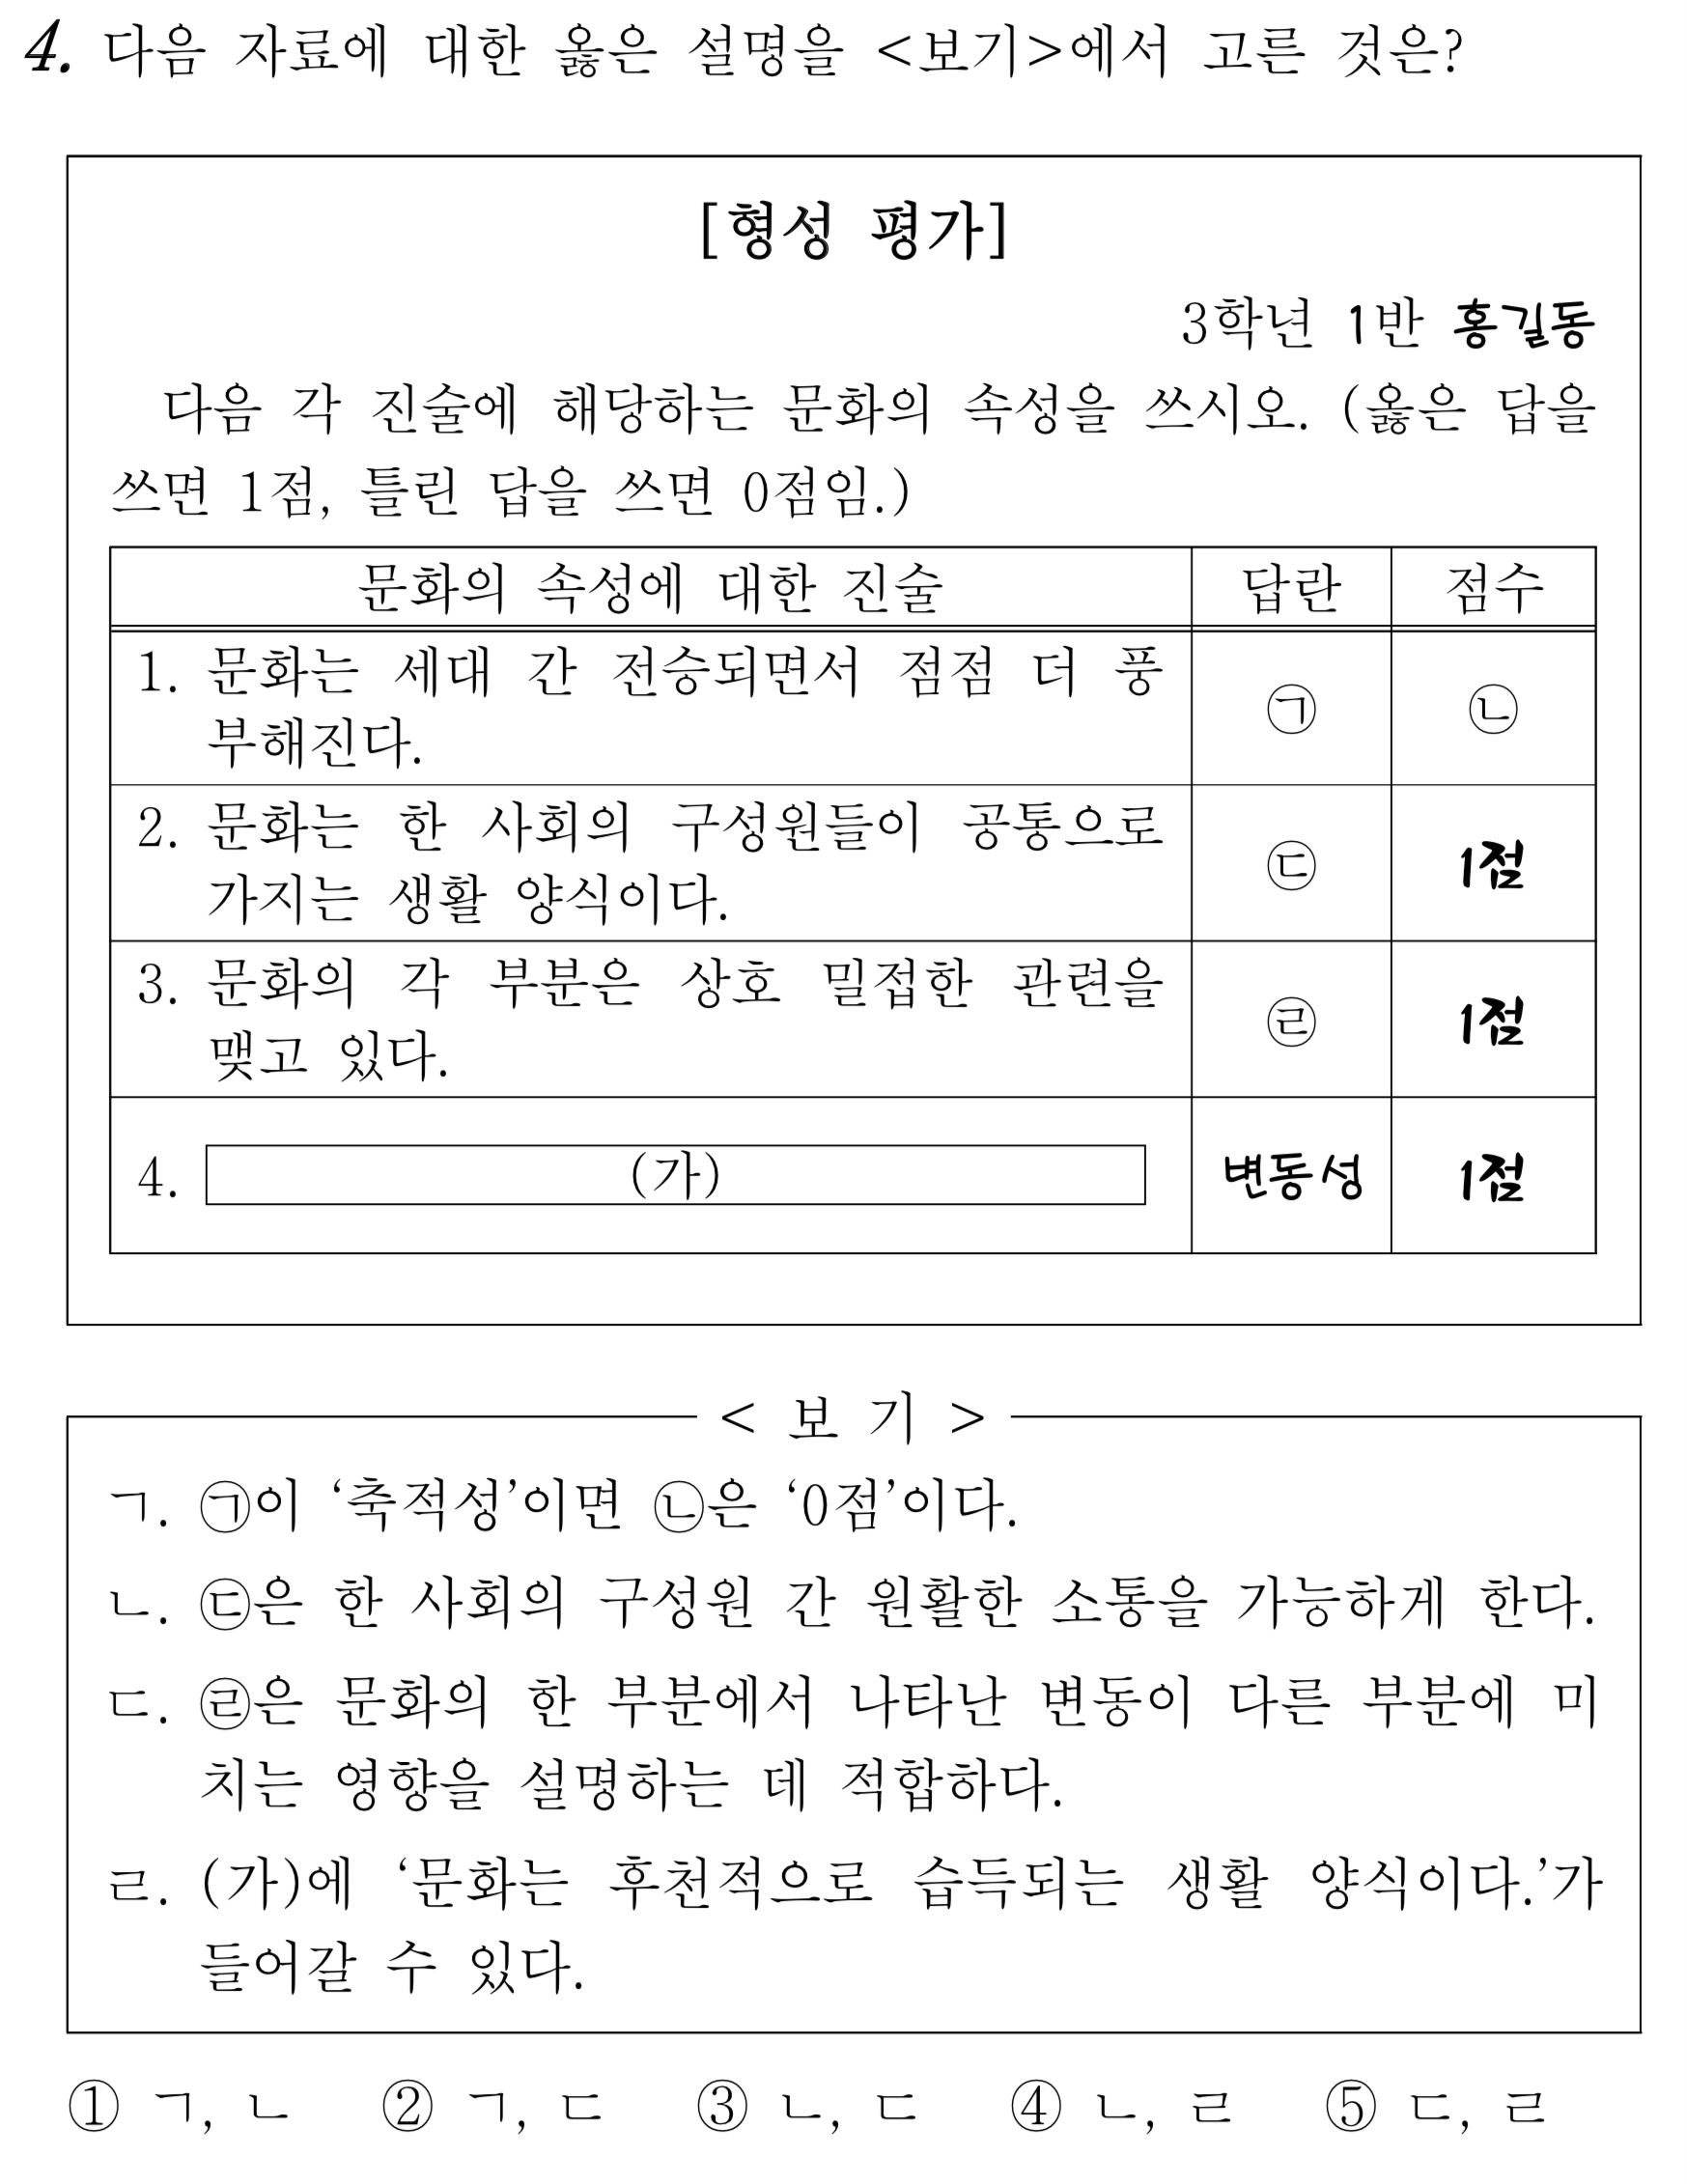 4. 다음 자료에 대한 옳은 설명을 <보기>에서 고른 것은?
[형성 평가]
3학년 1반 홍길동
다음 각 진술에 해당하는 문화의 속성을 쓰시오. (옳은 답을
쓰면 1점, 틀린 답을 쓰면 0점임.)
문화의 속성에 대한 진술 답란 점수
1. 문화는 세대 간 전승되면서 점점 더 풍
부해진다.
㉠ ㉡
2. 문화는 한 사회의 구성원들이 공통으로
가지는 생활 양식이다.
㉢ 1점
3. 문화의 각 부분은 상호 밀접한 관련을
맺고 있다.
㉣ 1점
4. (가) 변동성 1점
< 보 기 >
ㄱ. ㉠이 ‘축적성’이면 ㉡은 ‘0점’이다.
ㄴ. ㉢은 한 사회의 구성원 간 원활한 소통을 가능하게 한다.
ㄷ. ㉣은 문화의 한 부분에서 나타난 변동이 다른 부분에 미
치는 영향을 설명하는 데 적합하다.
ㄹ. (가)에 ‘문화는 후천적으로 습득되는 생활 양식이다.’가
들어갈 수 있다.
① ㄱ, ㄴ ② ㄱ, ㄷ ③ ㄴ, ㄷ ④ ㄴ, ㄹ ⑤ ㄷ, ㄹ